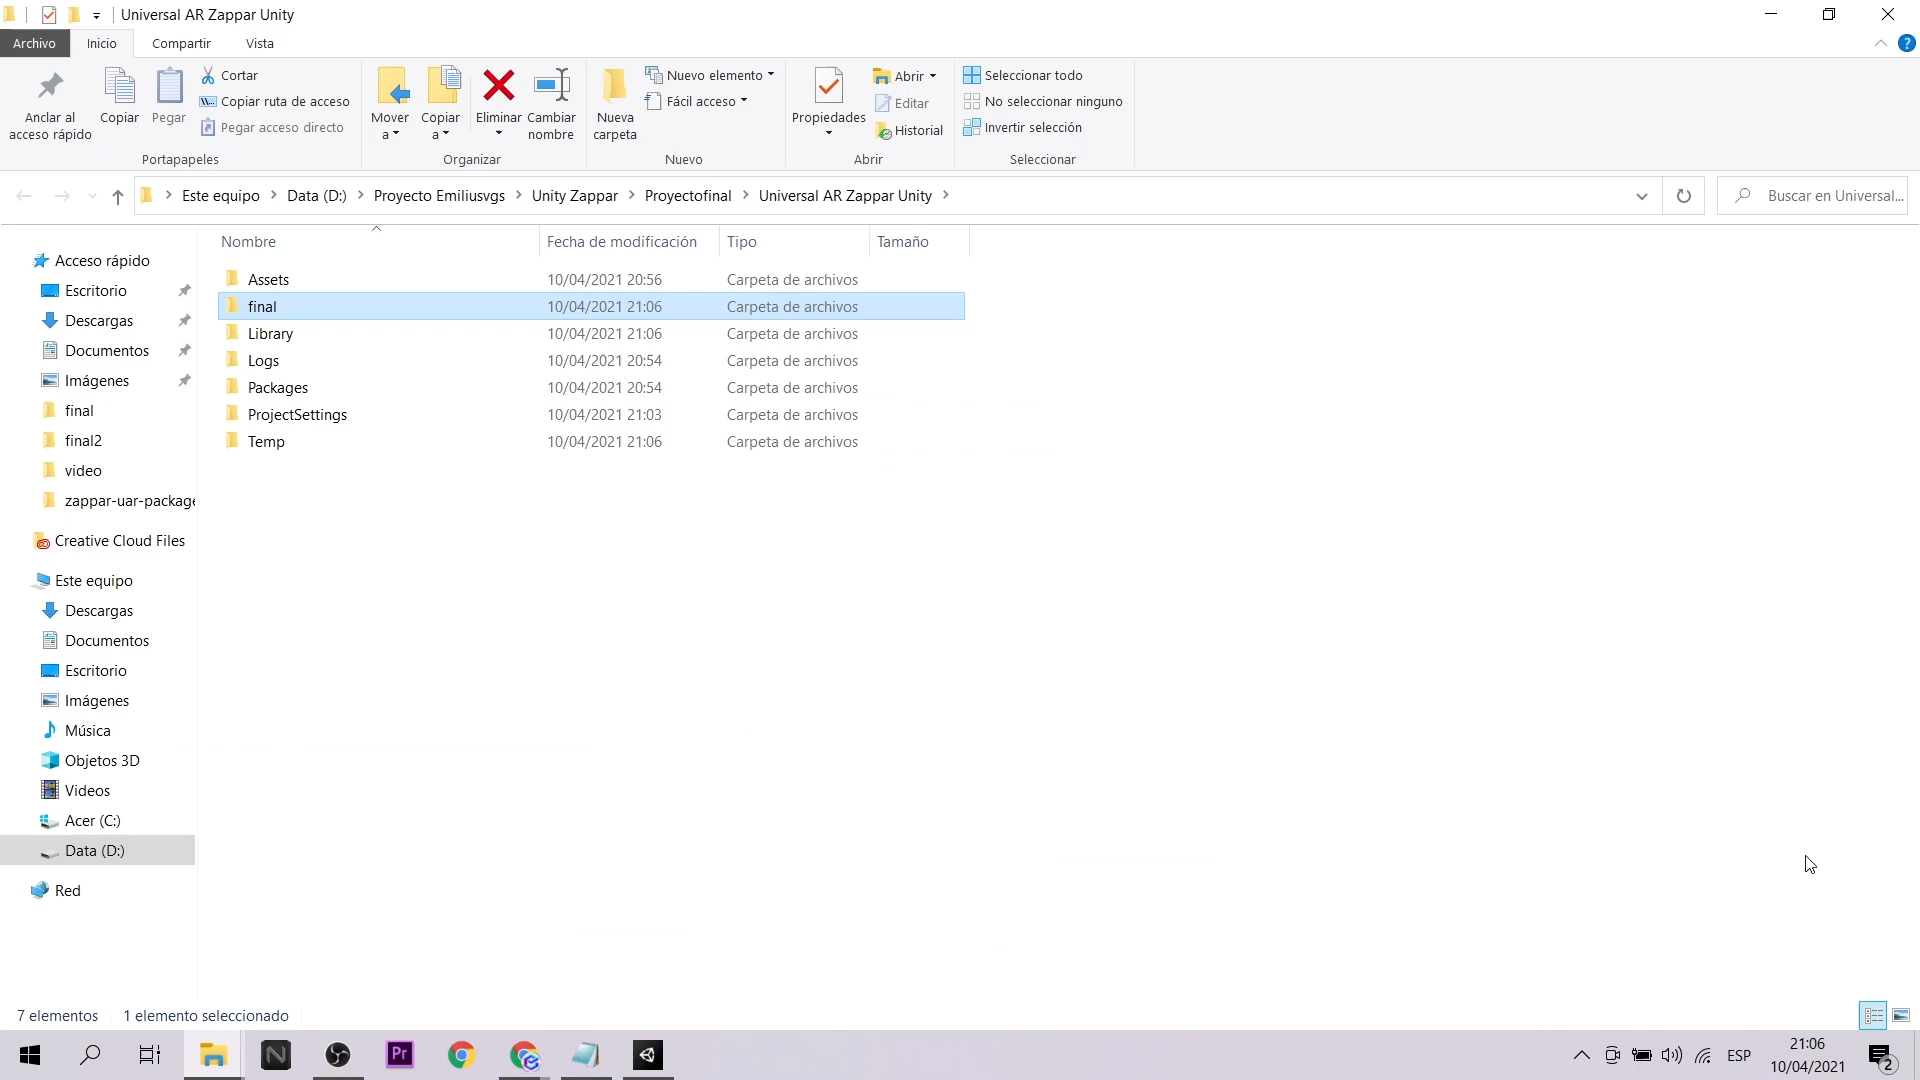 Universal AR Zappar Unity
Archivo Inicio Compartir Vista
Anclar al acceso rápido
Copiar
Pegar
Cortar
Copiar ruta de acceso
Pegar acceso directo
Portapapeles
Mover a
Copiar a
Eliminar
Cambiar nombre
Organizar
Nueva carpeta
Nuevo elemento
Fácil acceso
Nuevo
Propiedades
Abrir
Editar
Historial
Abrir
Seleccionar todo
No seleccionar ninguno
Invertir selección
Seleccionar
Este equipo > Data (D:) > Proyecto Emiliusvgs > Unity Zappar > Proyectofinal > Universal AR Zappar Unity >
Buscar en Universal...
Acceso rápido
Escritorio
Descargas
Documentos
Imágenes
final
final2
video
zappar-uar-package
Creative Cloud Files
Este equipo
Descargas
Documentos
Escritorio
Imágenes
Música
Objetos 3D
Videos
Acer (C:)
Data (D:)
Red
Nombre Fecha de modificación Tipo Tamaño
Assets 10/04/2021 20:56 Carpeta de archivos
final 10/04/2021 21:06 Carpeta de archivos
Library 10/04/2021 21:06 Carpeta de archivos
Logs 10/04/2021 20:54 Carpeta de archivos
Packages 10/04/2021 20:54 Carpeta de archivos
ProjectSettings 10/04/2021 21:03 Carpeta de archivos
Temp 10/04/2021 21:06 Carpeta de archivos
7 elementos 1 elemento seleccionado
Pr
ESP
21:06
10/04/2021
2